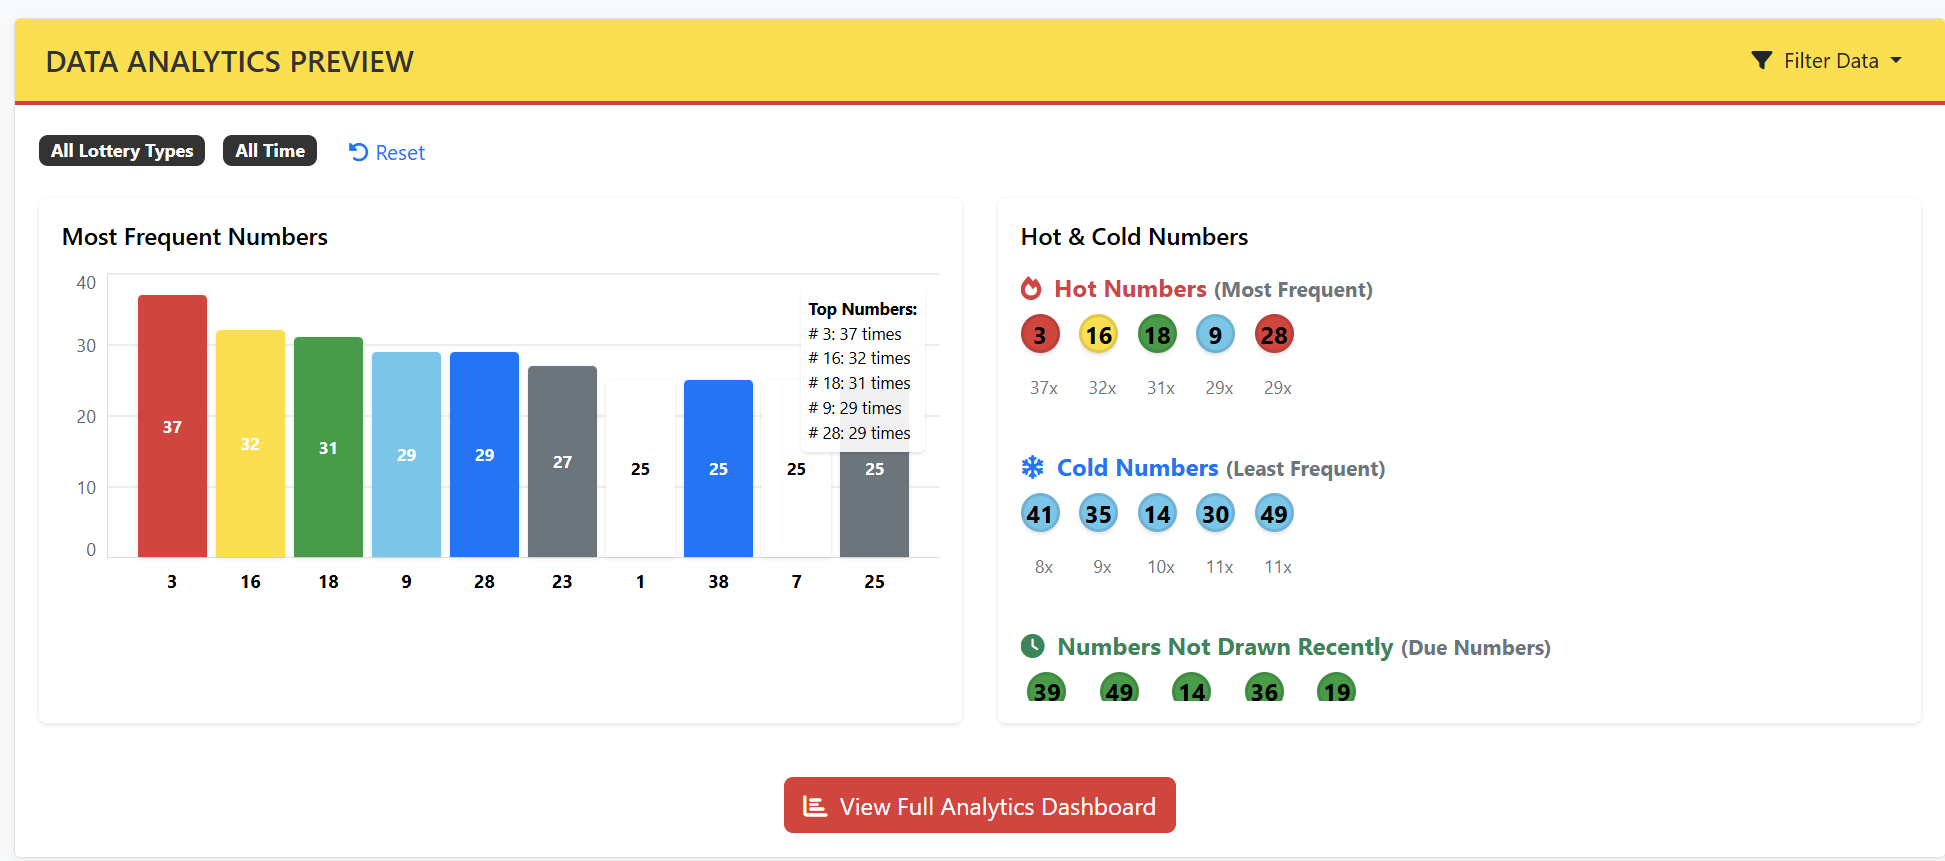 DATA ANALYTICS PREVIEW
Filter Data
All Lottery Types All Time Reset
Most Frequent Numbers
40
30
20
10
0
37 32 31 29 29 27 25 25 25 25
3 16 18 9 28 23 1 38 7 25
Top Numbers:
# 3: 37 times
# 16: 32 times
# 18: 31 times
# 9: 29 times
# 28: 29 times
Hot & Cold Numbers
Hot Numbers (Most Frequent)
3 16 18 9 28
37x 32x 31x 29x 29x
Cold Numbers (Least Frequent)
41 35 14 30 49
8x 9x 10x 11x 11x
Numbers Not Drawn Recently (Due Numbers)
39 49 14 36 19
View Full Analytics Dashboard